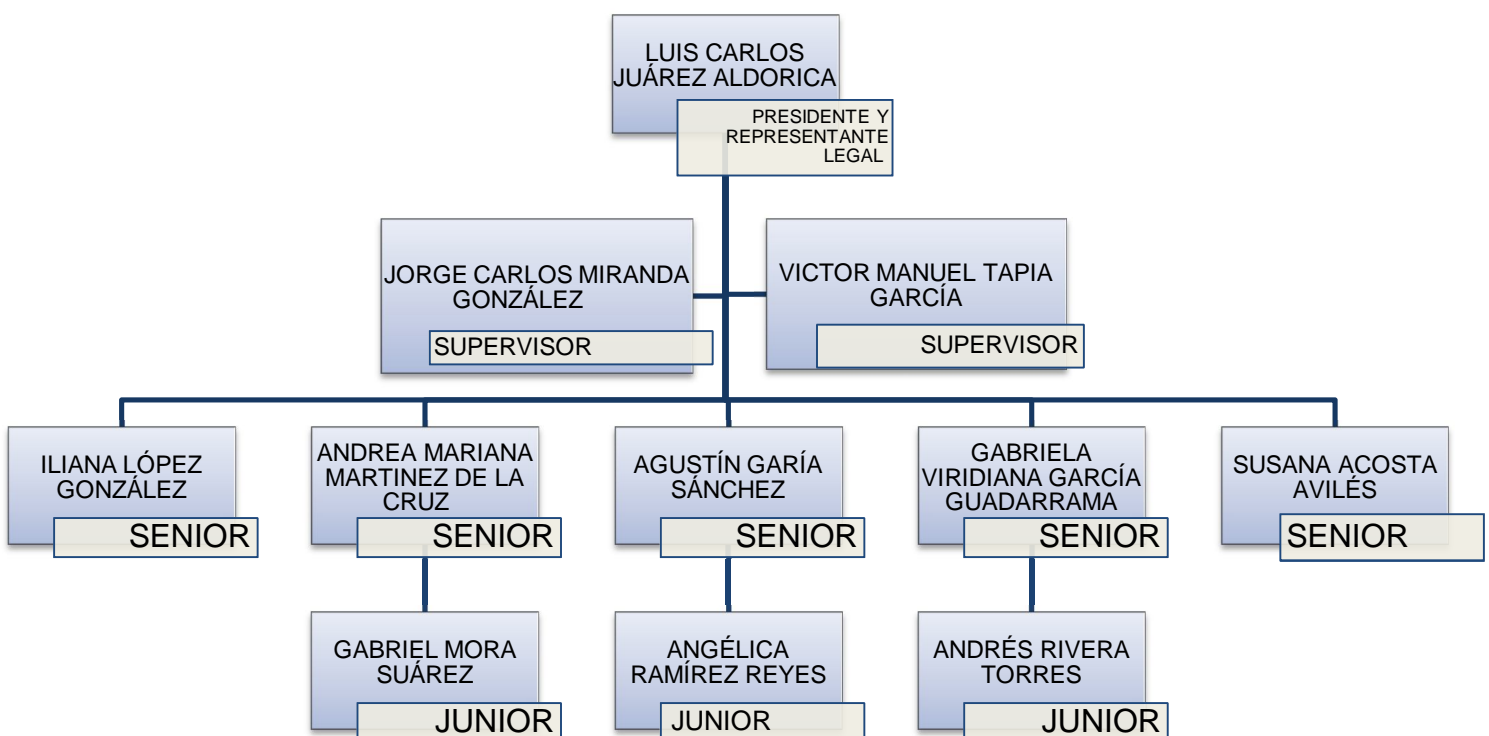 LUIS CARLOS
JUÁREZ ALDORICA
PRESIDENTE Y
REPRESENTANTE
LEGAL
JORGE CARLOS MIRANDA
GONZÁLEZ
SUPERVISOR
VICTOR MANUEL TAPIA
GARCÍA
SUPERVISOR
ILIANA LÓPEZ
GONZÁLEZ
SENIOR
ANDREA MARIANA
MARTINEZ DE LA
CRUZ
SENIOR
AGUSTÍN GARÍA
SÁNCHEZ
SENIOR
GABRIELA
VIRIDIANA GARCÍA
GUADARRAMA
SENIOR
SUSANA ACOSTA
AVILÉS
SENIOR
GABRIEL MORA
SUÁREZ
JUNIOR
ANGÉLICA
RAMÍREZ REYES
JUNIOR
ANDRÉS RIVERA
TORRES
JUNIOR